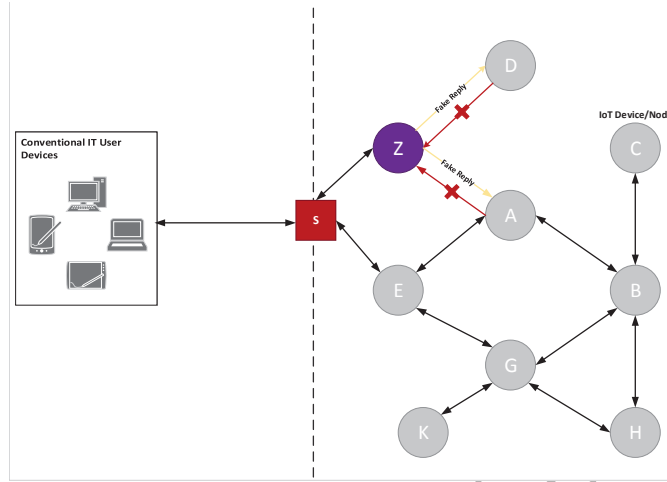 D
Fake Reply
IoT Device/Nod
Conventional IT User
Devices
Z
C
Fake Reply
S
A
E
B
G
K
H